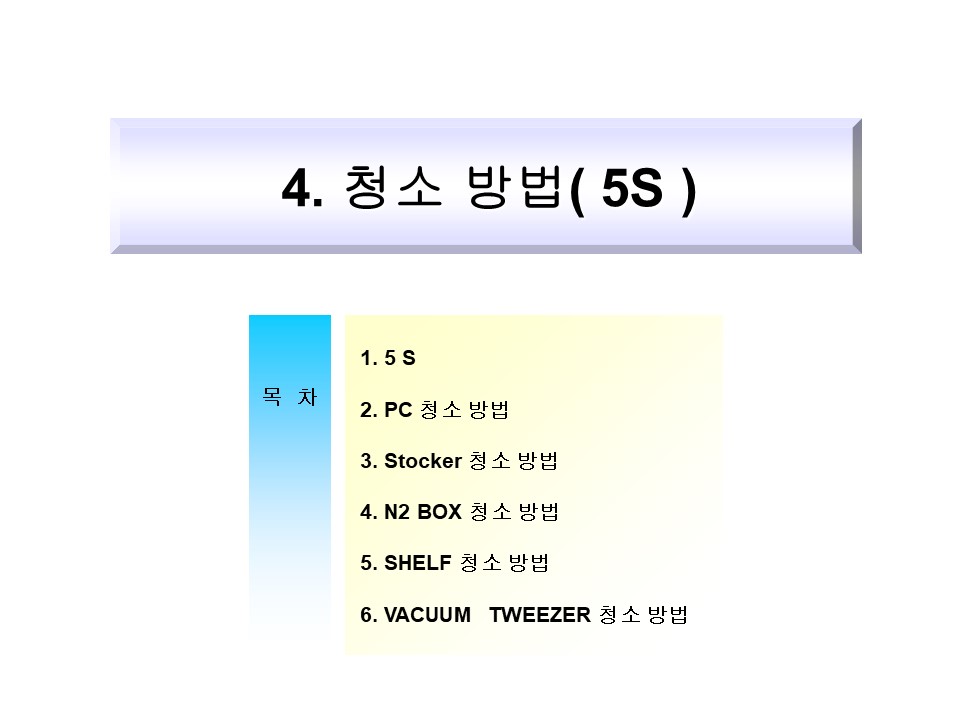 4. 청소 방법( 5S )
목 차
1. 5 S
2. PC 청소 방법
3. Stocker 청소 방법
4. N2 BOX 청소 방법
5. SHELF 청소 방법
6. VACUUM TWEEZER 청소 방법